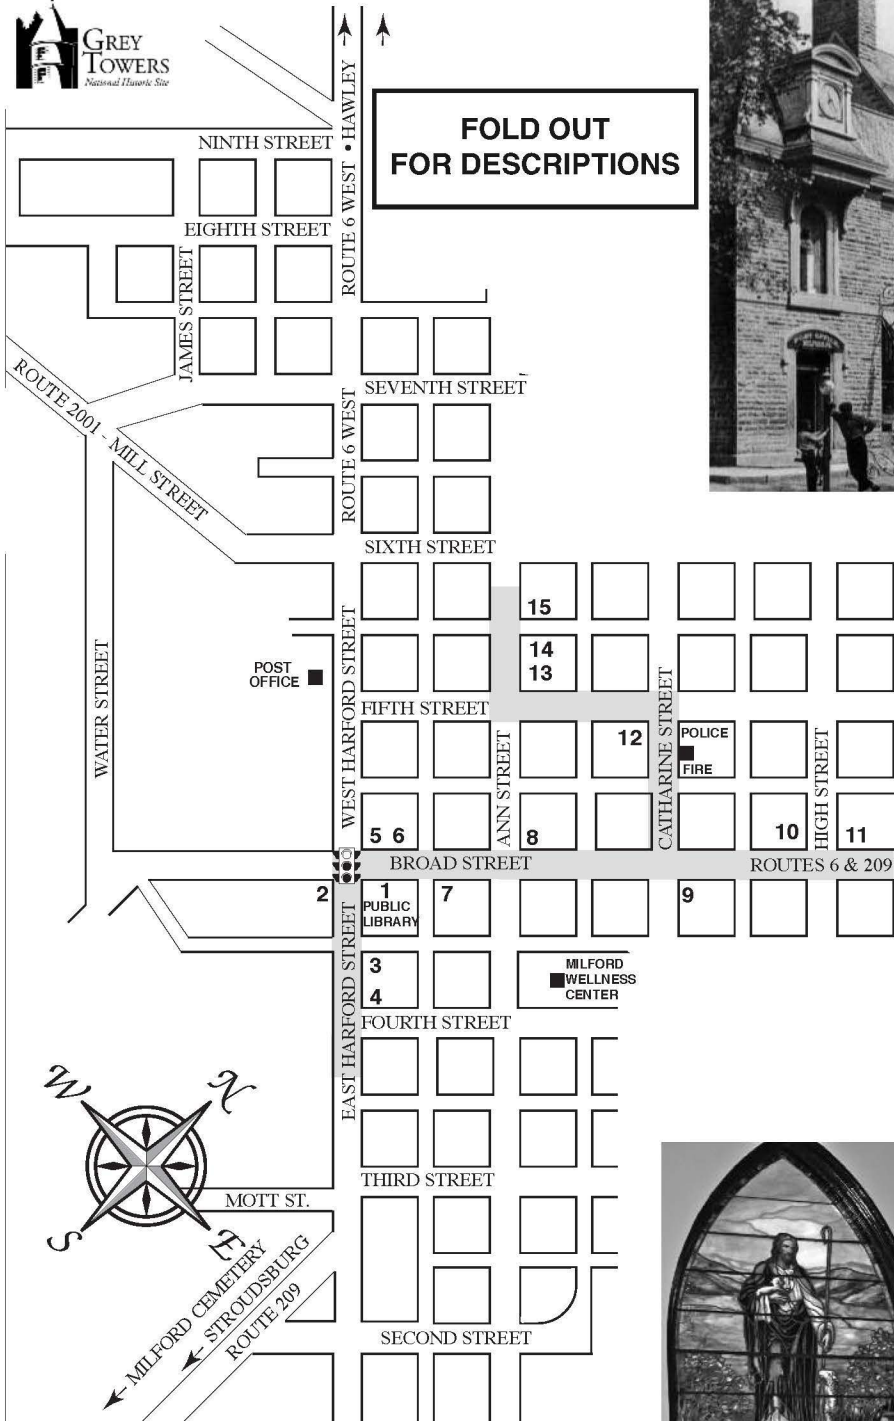 GREY
TOWERS
National Historic Site
FOLD OUT
FOR DESCRIPTIONS
ROUTE 6 WEST • HAWLEY
NINTH STREET
EIGHTH STREET
JAMES STREET
ROUTE 2001 - MILL STREET
SEVENTH STREET
ROUTE 6 WEST
SIXTH STREET
15
14
13
POST
OFFICE
WATER STREET
WEST HARFORD STREET
FIFTH STREET
ANN STREET
CATHARINE STREET
12
POLICE
FIRE
HIGH STREET
5 6
8
10
11
BROAD STREET
ROUTES 6 & 209
2
1
PUBLIC
LIBRARY
7
9
EAST HARFORD STREET
3
4
MILFORD
WELLNESS
CENTER
FOURTH STREET
W
N
S
E
THIRD STREET
MOTT ST.
MILFORD CEMETERY
STROUDSBURG
ROUTE 209
SECOND STREET